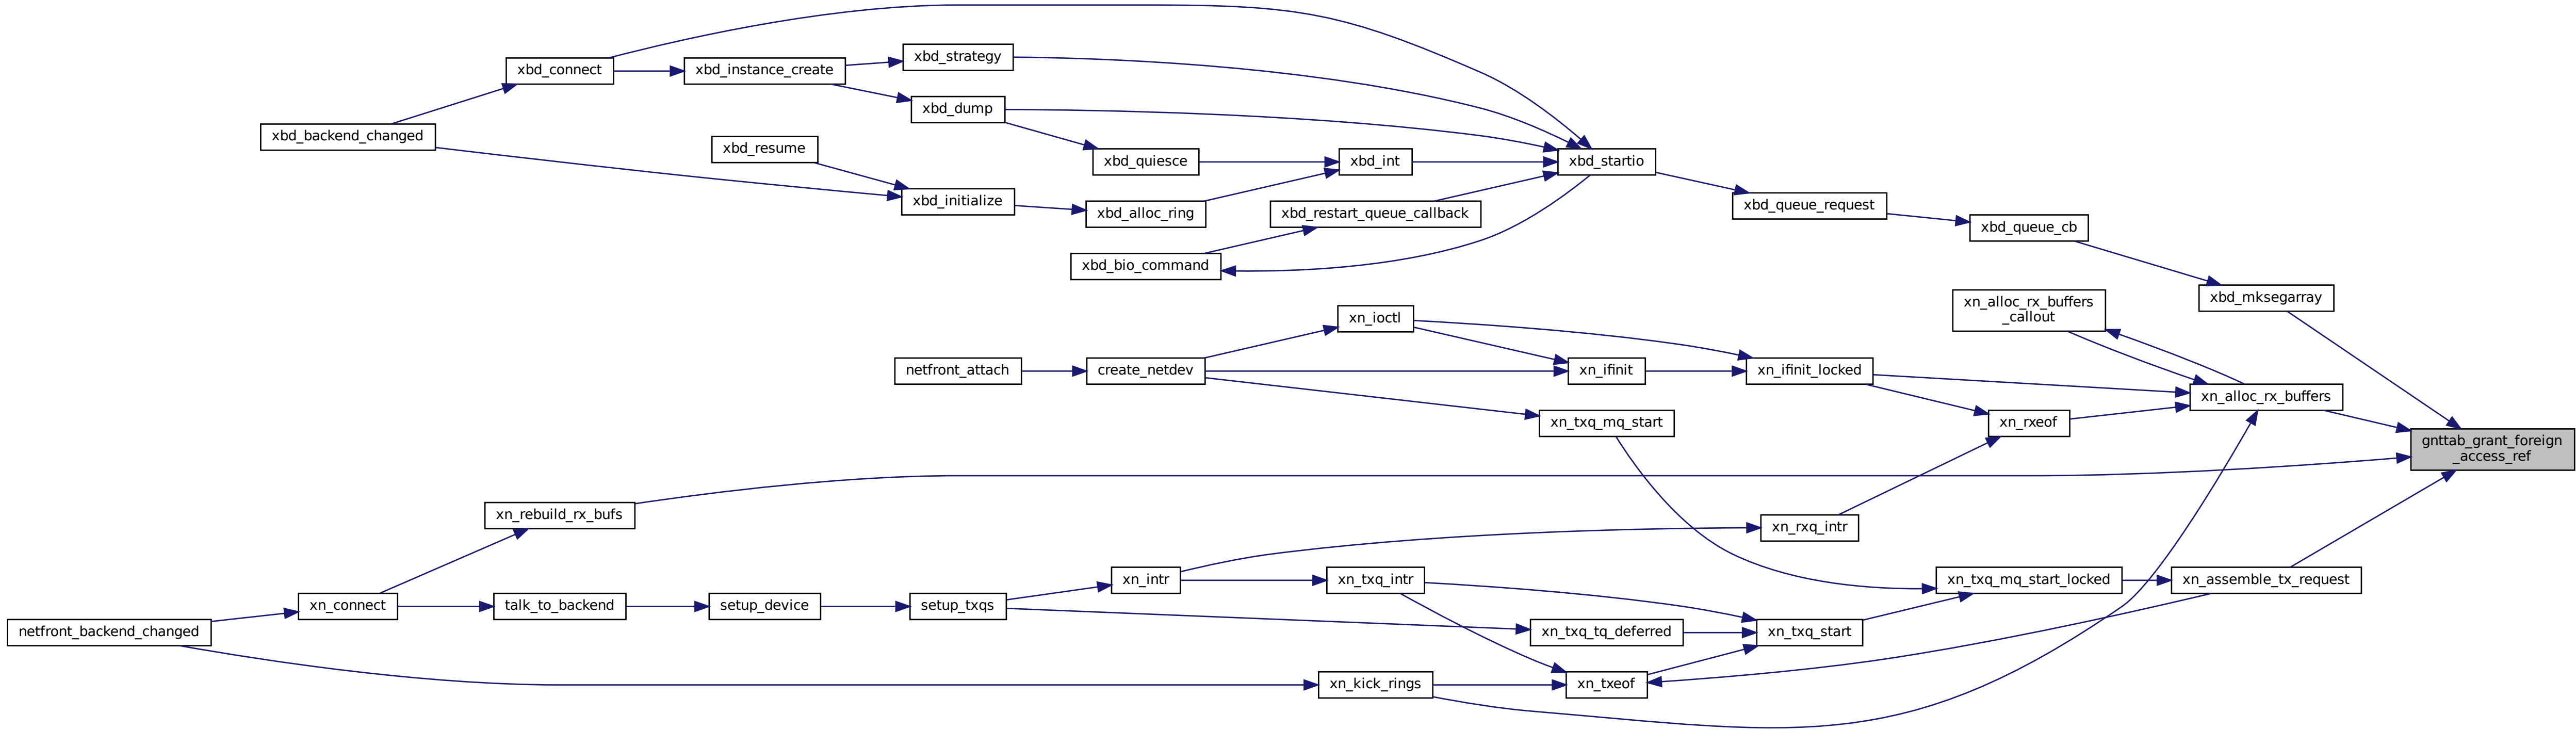 xbd_strategy
xbd_connect
xbd_instance_create
xbd_dump
xbd_backend_changed
xbd_resume
xbd_quiesce
xbd_int
xbd_startio
xbd_initialize
xbd_alloc_ring
xbd_restart_queue_callback
xbd_queue_request
xbd_queue_cb
xbd_bio_command
xbd_mksegarray
xn_alloc_rx_buffers
_callout
xn_ioctl
netfront_attach
create_netdev
xn_ifinit
xn_ifinit_locked
xn_alloc_rx_buffers
xn_txq_mq_start
xn_rxeof
gnttab_grant_foreign
_access_ref
xn_rebuild_rx_bufs
xn_rxq_intr
xn_intr
xn_txq_intr
xn_txq_mq_start_locked
xn_assemble_tx_request
xn_connect
talk_to_backend
setup_device
setup_txqs
netfront_backend_changed
xn_txq_tq_deferred
xn_txq_start
xn_kick_rings
xn_txeof